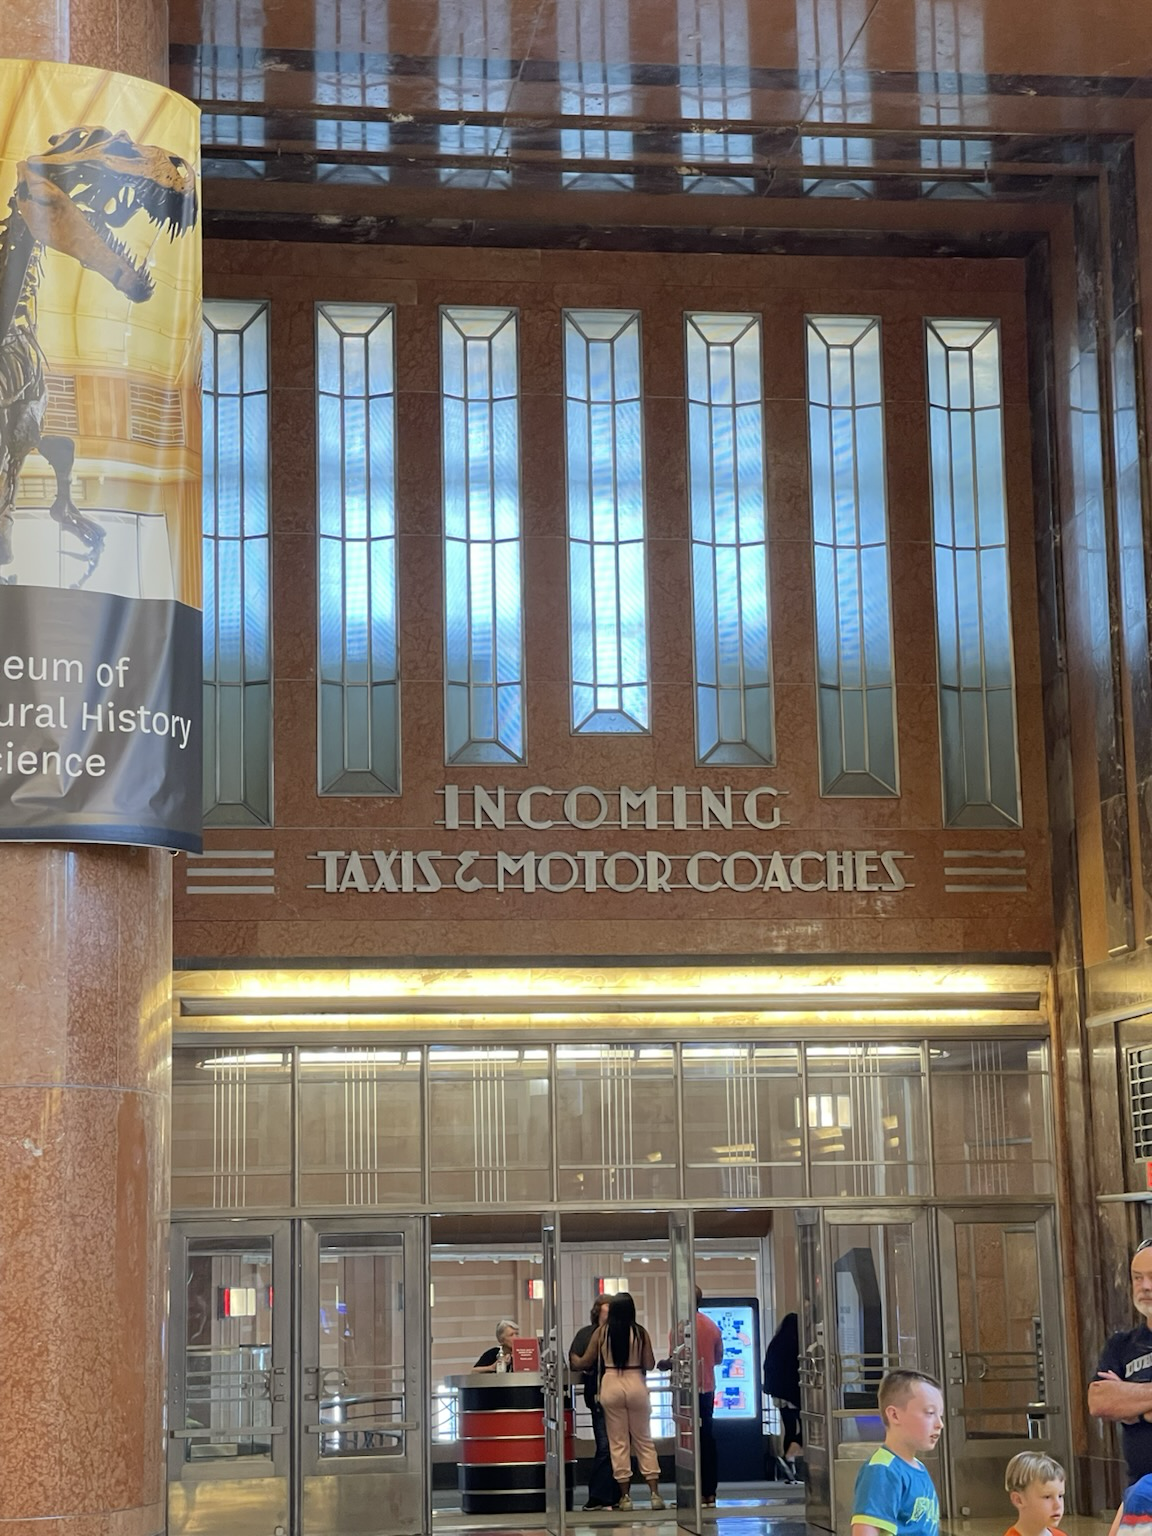 eum of
ural History
cience
INCOMING
TAXIS & MOTOR COACHES